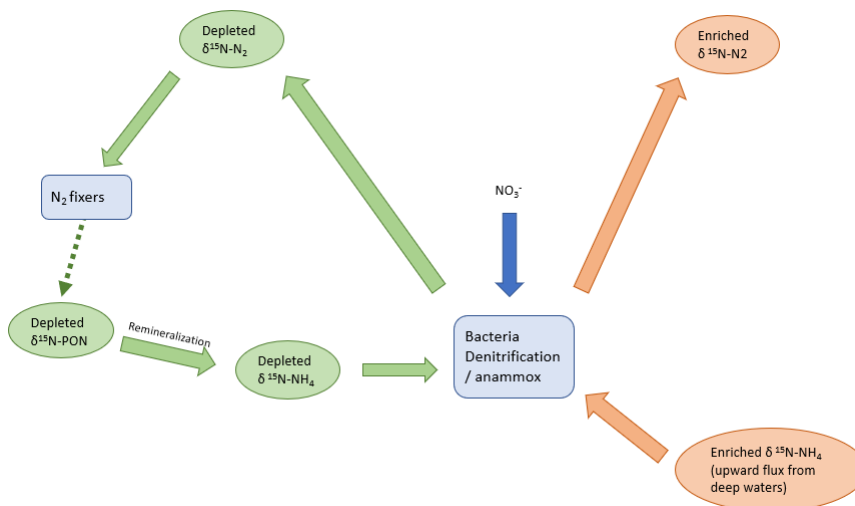 Depleted
δ¹⁵N-N₂
Enriched
δ ¹⁵N-N2
N₂ fixers
NO₃⁻
Depleted
δ¹⁵N-PON
Remineralization
Depleted
δ ¹⁵N-NH₄
Bacteria
Denitrification
/ anammox
Enriched δ ¹⁵N-NH₄
(upward flux from
deep waters)